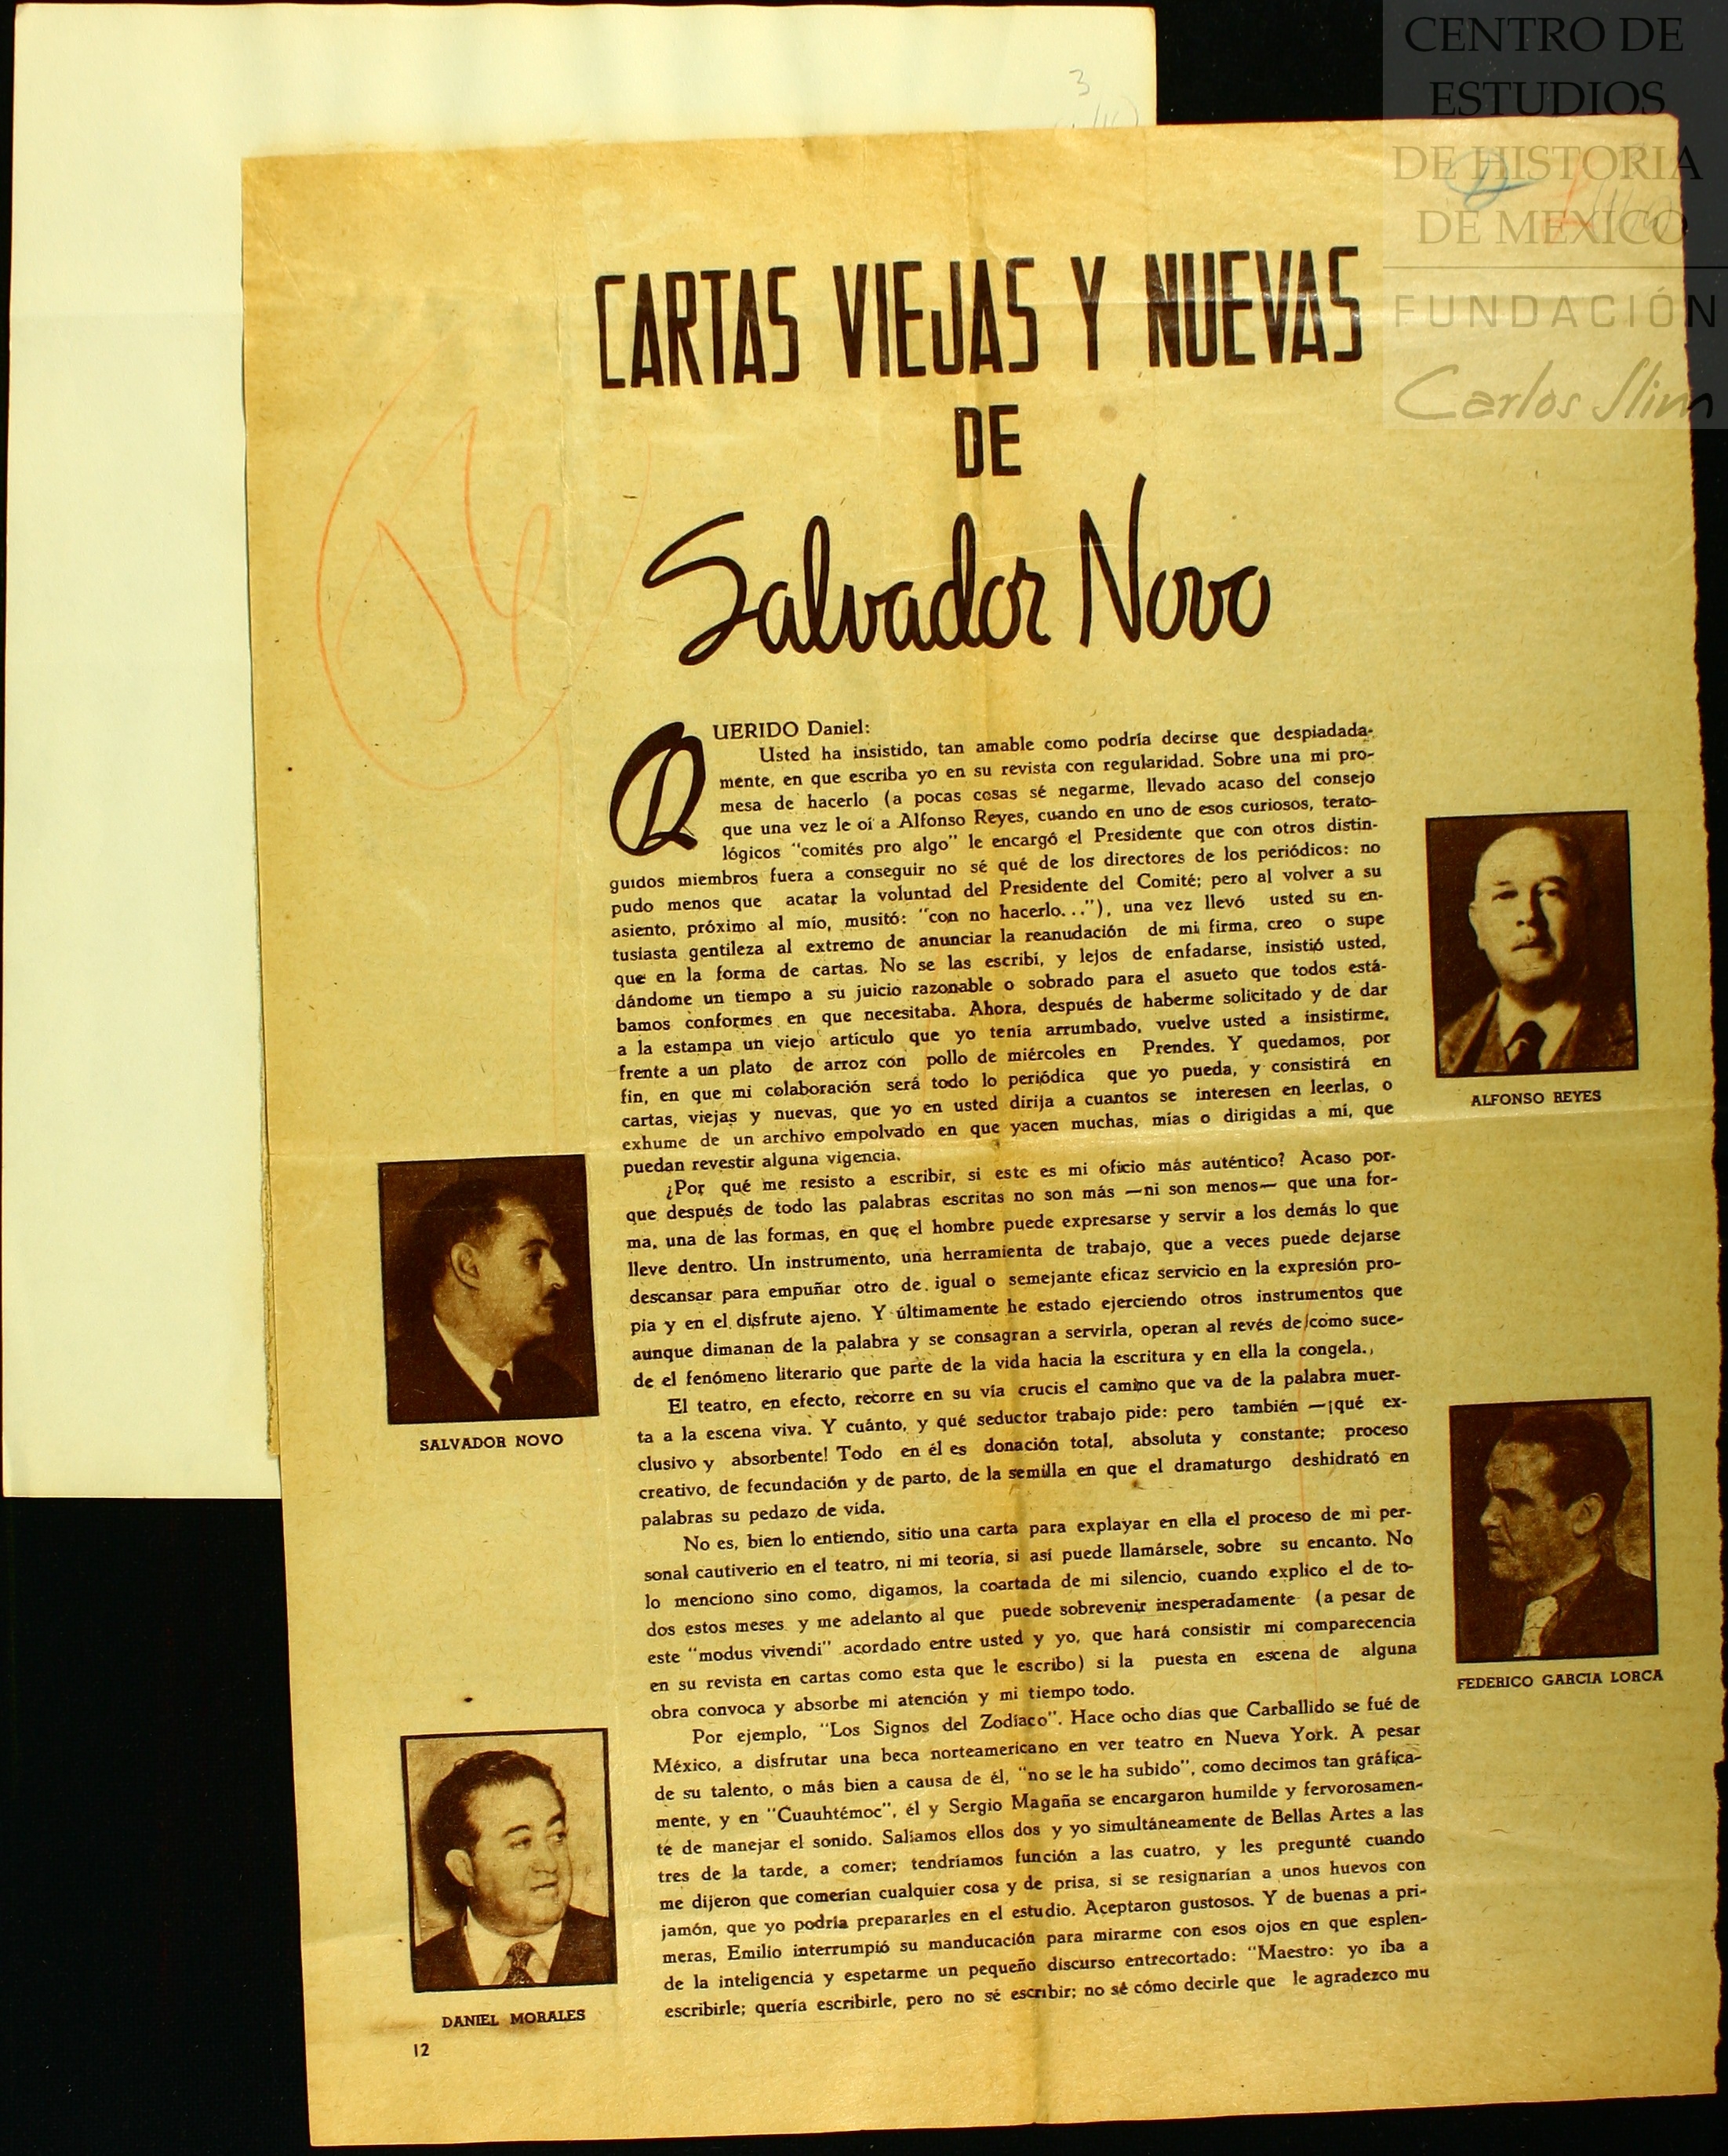 CENTRO DE
ESTUDIOS
DE HISTORIA
DE MEXICO
FUNDACIÓN
Carlos Slim
3
CARTAS VIEJAS Y NUEVAS
DE
Salvador Novo
QUERIDO Daniel:
Usted ha insistido, tan amable como podría decirse que despiadada-
mente, en que escriba yo en su revista con regularidad. Sobre una mi pro-
mesa de hacerlo (a pocas cosas sé negarme, llevado acaso del consejo
que una vez le oí a Alfonso Reyes, cuando en uno de esos curiosos, terato-
lógicos "comités pro algo" le encargó el Presidente que con otros distin-
guidos miembros fuera a conseguir no sé qué de los directores de los periódicos: no
pudo menos que acatar la voluntad del Presidente del Comité; pero al volver a su
asiento, próximo al mío, musitó: "con no hacerlo..."), una vez llevó usted su en-
tusiasta gentileza al extremo de anunciar la reanudación de mi firma, creo o supe
que en la forma de cartas. No se las escribí, y lejos de enfadarse, insistió usted,
dándome un tiempo a su juicio razonable o sobrado para el asueto que todos está-
bamos conformes en que necesitaba. Ahora, después de haberme solicitado y de dar
a la estampa un viejo artículo que yo tenía arrumbado, vuelve usted a insistirme,
frente a un plato de arroz con pollo de miércoles en Prendes. Y quedamos, por
fin, en que mi colaboración será todo lo periódica que yo pueda, y consistirá en
cartas, viejas y nuevas, que yo en usted dirija a cuantos se interesen en leerlas, o
exhume de un archivo empolvado en que yacen muchas, mías o dirigidas a mí, que
puedan revestir alguna vigencia.
¿Por qué me resisto a escribir, si este es mi oficio más auténtico? Acaso por-
que después de todo las palabras escritas no son más —ni son menos— que una for-
ma, una de las formas, en que el hombre puede expresarse y servir a los demás lo que
lleve dentro. Un instrumento, una herramienta de trabajo, que a veces puede dejarse
descansar para empuñar otro de igual o semejante eficaz servicio en la expresión pro-
pia y en el disfrute ajeno. Y últimamente he estado ejerciendo otros instrumentos que
aunque dimanan de la palabra y se consagran a servirla, operan al revés de como suce-
de el fenómeno literario que parte de la vida hacia la escritura y en ella la congela.
El teatro, en efecto, recorre en su vía crucis el camino que va de la palabra muer-
ta a la escena viva. Y cuánto, y qué seductor trabajo pide: pero también —¡qué ex-
clusivo y absorbente! Todo en él es donación total, absoluta y constante; proceso
creativo, de fecundación y de parto, de la semilla en que el dramaturgo deshidrató en
palabras su pedazo de vida.
No es, bien lo entiendo, sitio una carta para explayar en ella el proceso de mi per-
sonal cautiverio en el teatro, ni mi teoría, si así puede llamársele, sobre su encanto. No
lo menciono sino como, digamos, la coartada de mi silencio, cuando explico el de to-
dos estos meses y me adelanto al que puede sobrevenir inesperadamente (a pesar de
este "modus vivendi" acordado entre usted y yo, que hará consistir mi comparecencia
en su revista en cartas como esta que le escribo) si la puesta en escena de alguna
obra convoca y absorbe mi atención y mi tiempo todo.
Por ejemplo, "Los Signos del Zodíaco". Hace ocho días que Carballido se fué de
México, a disfrutar una beca norteamericano en ver teatro en Nueva York. A pesar
de su talento, o más bien a causa de él, "no se le ha subido", como decimos tan gráfica-
mente, y en "Cuauhtémoc", él y Sergio Magaña se encargaron humilde y fervorosamen-
te de manejar el sonido. Salíamos ellos dos y yo simultáneamente de Bellas Artes a las
tres de la tarde, a comer; tendríamos función a las cuatro, y les pregunté cuando
me dijeron que comerían cualquier cosa y de prisa, si se resignarían a unos huevos con
jamón, que yo podría prepararles en el estudio. Aceptaron gustosos. Y de buenas a pri-
meras, Emilio interrumpió su manducación para mirarme con esos ojos en que esplen-
de la inteligencia y espetarme un pequeño discurso entrecortado: "Maestro: yo iba a
escribirle; quería escribirle, pero no sé escribir; no sé cómo decirle que le agradezco mu
ALFONSO REYES
SALVADOR NOVO
FEDERICO GARCIA LORCA
DANIEL MORALES
12